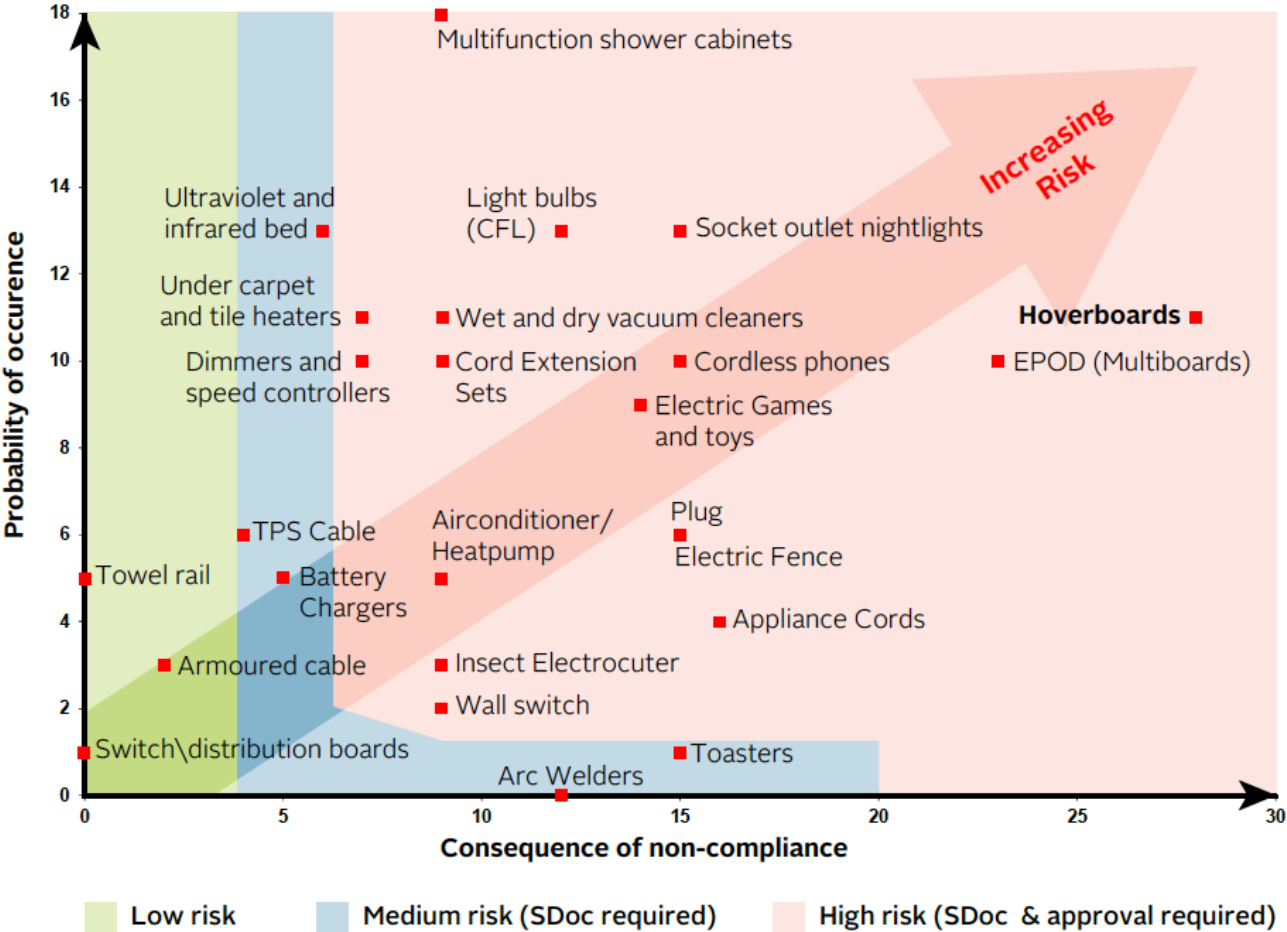 18
Multifunction shower cabinets
16
Increasing
Risk
14
Ultraviolet and
infrared bed
Light bulbs
(CFL)
Socket outlet nightlights
Probability of occurence
12
Under carpet
and tile heaters
Wet and dry vacuum cleaners
Hoverboards
10
Dimmers and
speed controllers
Cord Extension
Sets
Cordless phones
EPOD (Multiboards)
Electric Games
and toys
8
6
TPS Cable
Airconditioner/
Heatpump
Plug
Electric Fence
Towel rail
Battery
Chargers
4
Appliance Cords
Armoured cable
Insect Electrocuter
2
Wall switch
Switch\distribution boards
Toasters
Arc Welders
0
0 5 10 15 20 25 30
Consequence of non-compliance
Low risk
Medium risk (SDoc required)
High risk (SDoc & approval required)